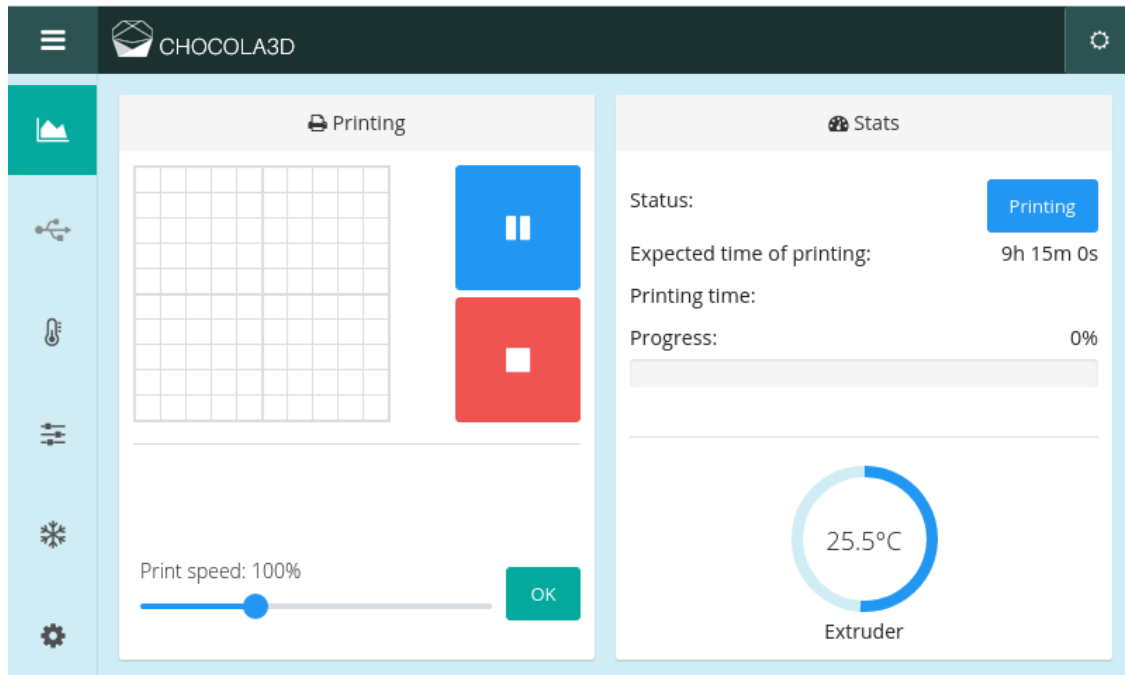 CHOCOLA3D
Printing
Print speed: 100%
OK
Stats
Status:
Printing
Expected time of printing:
9h 15m 0s
Printing time:
Progress:
0%
25.5°C
Extruder